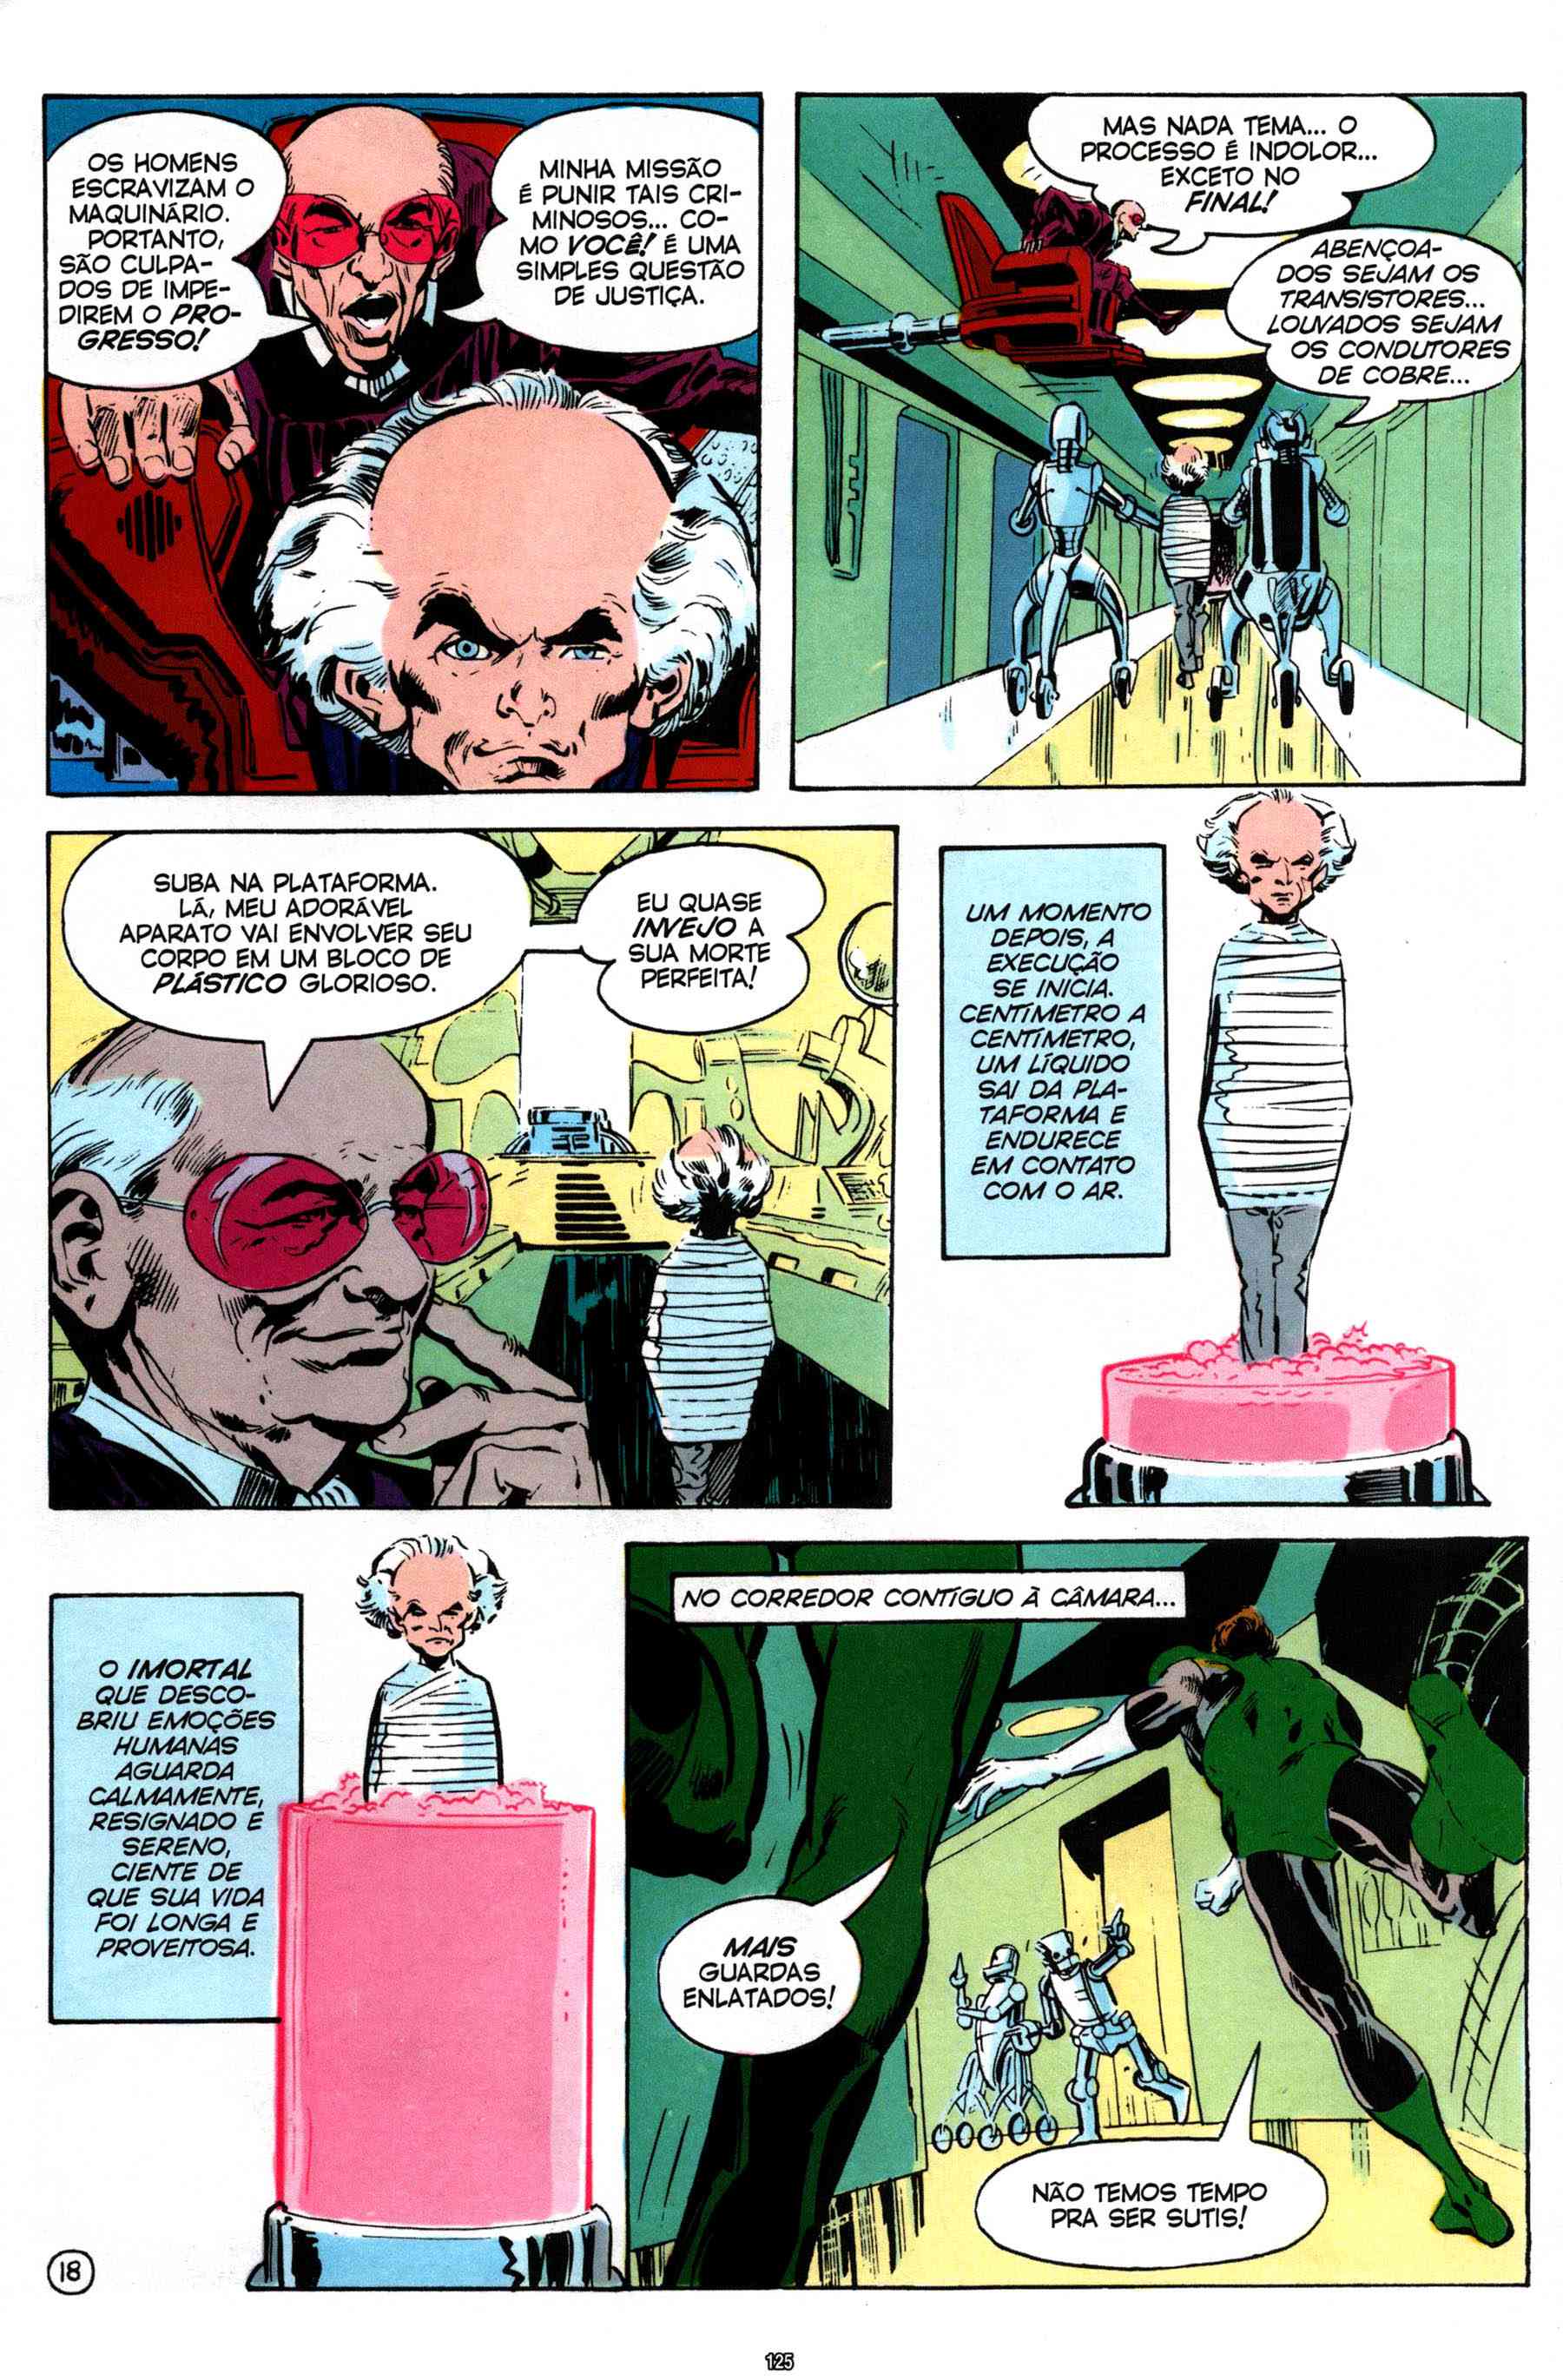 OS HOMENS
ESCRAVIZAM O
MAQUINÁRIO.
PORTANTO,
SÃO CULPA-
DOS DE IMPE-
DIREM O PRO-
GRESSO!
MINHA MISSÃO
É PUNIR TAIS CRI-
MINOSOS... CO-
MO VOCÊ! É UMA
SIMPLES QUESTÃO
DE JUSTIÇA.
MAS NADA TEMA... O
PROCESSO É INDOLOR...
EXCETO NO
FINAL!
ABENÇOA-
DOS SEJAM OS
TRANSISTORES...
LOUVADOS SEJAM
OS CONDUTORES
DE COBRE...
SUBA NA PLATAFORMA.
LÁ, MEU ADORÁVEL
APARATO VAI ENVOLVER SEU
CORPO EM UM BLOCO DE
PLÁSTICO GLORIOSO.
EU QUASE
INVEJO A
SUA MORTE
PERFEITA!
UM MOMENTO
DEPOIS, A
EXECUÇÃO
SE INICIA.
CENTÍMETRO A
CENTÍMETRO,
UM LÍQUIDO
SAI DA PLA-
TAFORMA E
ENDURECE
EM CONTATO
COM O AR.
O IMORTAL
QUE DESCO-
BRIU EMOÇÕES
HUMANAS
AGUARDA
CALMAMENTE,
RESIGNADO E
SERENO,
CIENTE DE
QUE SUA VIDA
FOI LONGA E
PROVEITOSA.
NO CORREDOR CONTÍGUO À CÂMARA...
MAIS
GUARDAS
ENLATADOS!
NÃO TEMOS TEMPO
PRA SER SUTIS!
18
125